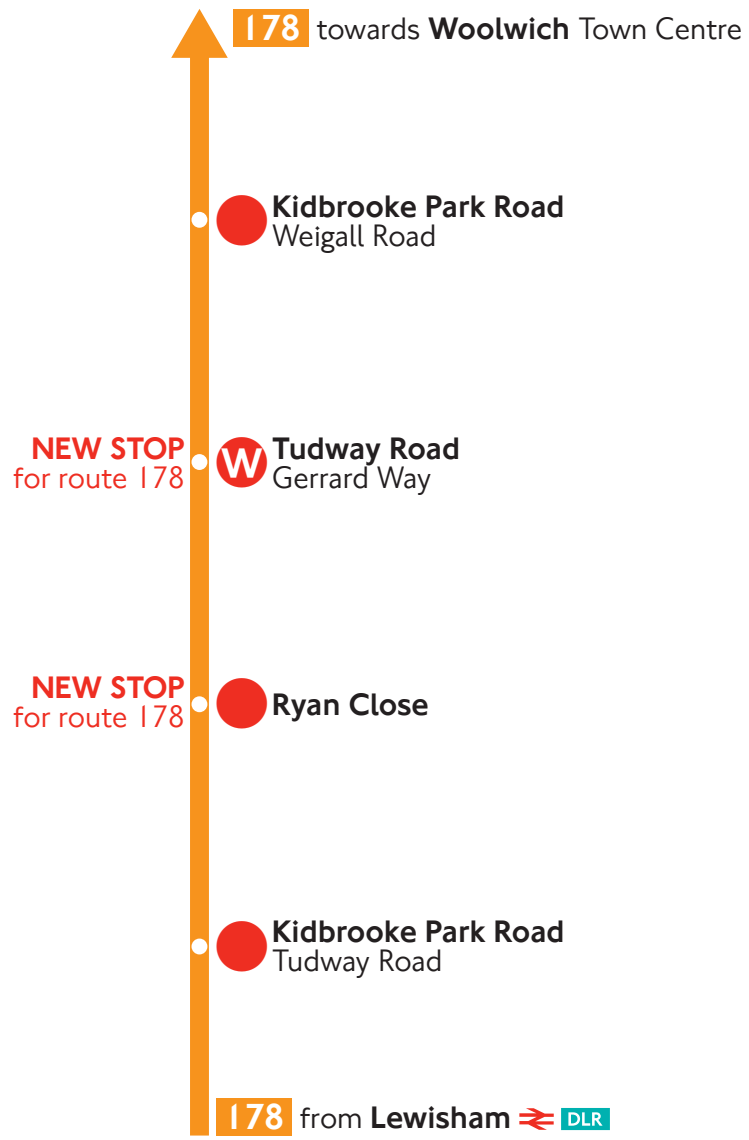 178 towards Woolwich Town Centre
Kidbrooke Park Road
Weigall Road
NEW STOP
for route 178
W
Tudway Road
Gerrard Way
NEW STOP
for route 178
Ryan Close
Kidbrooke Park Road
Tudway Road
178 from Lewisham DLR